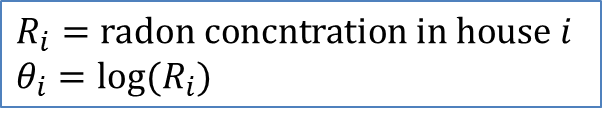 R_i = radon concntration in house i
θ_i = log(R_i)